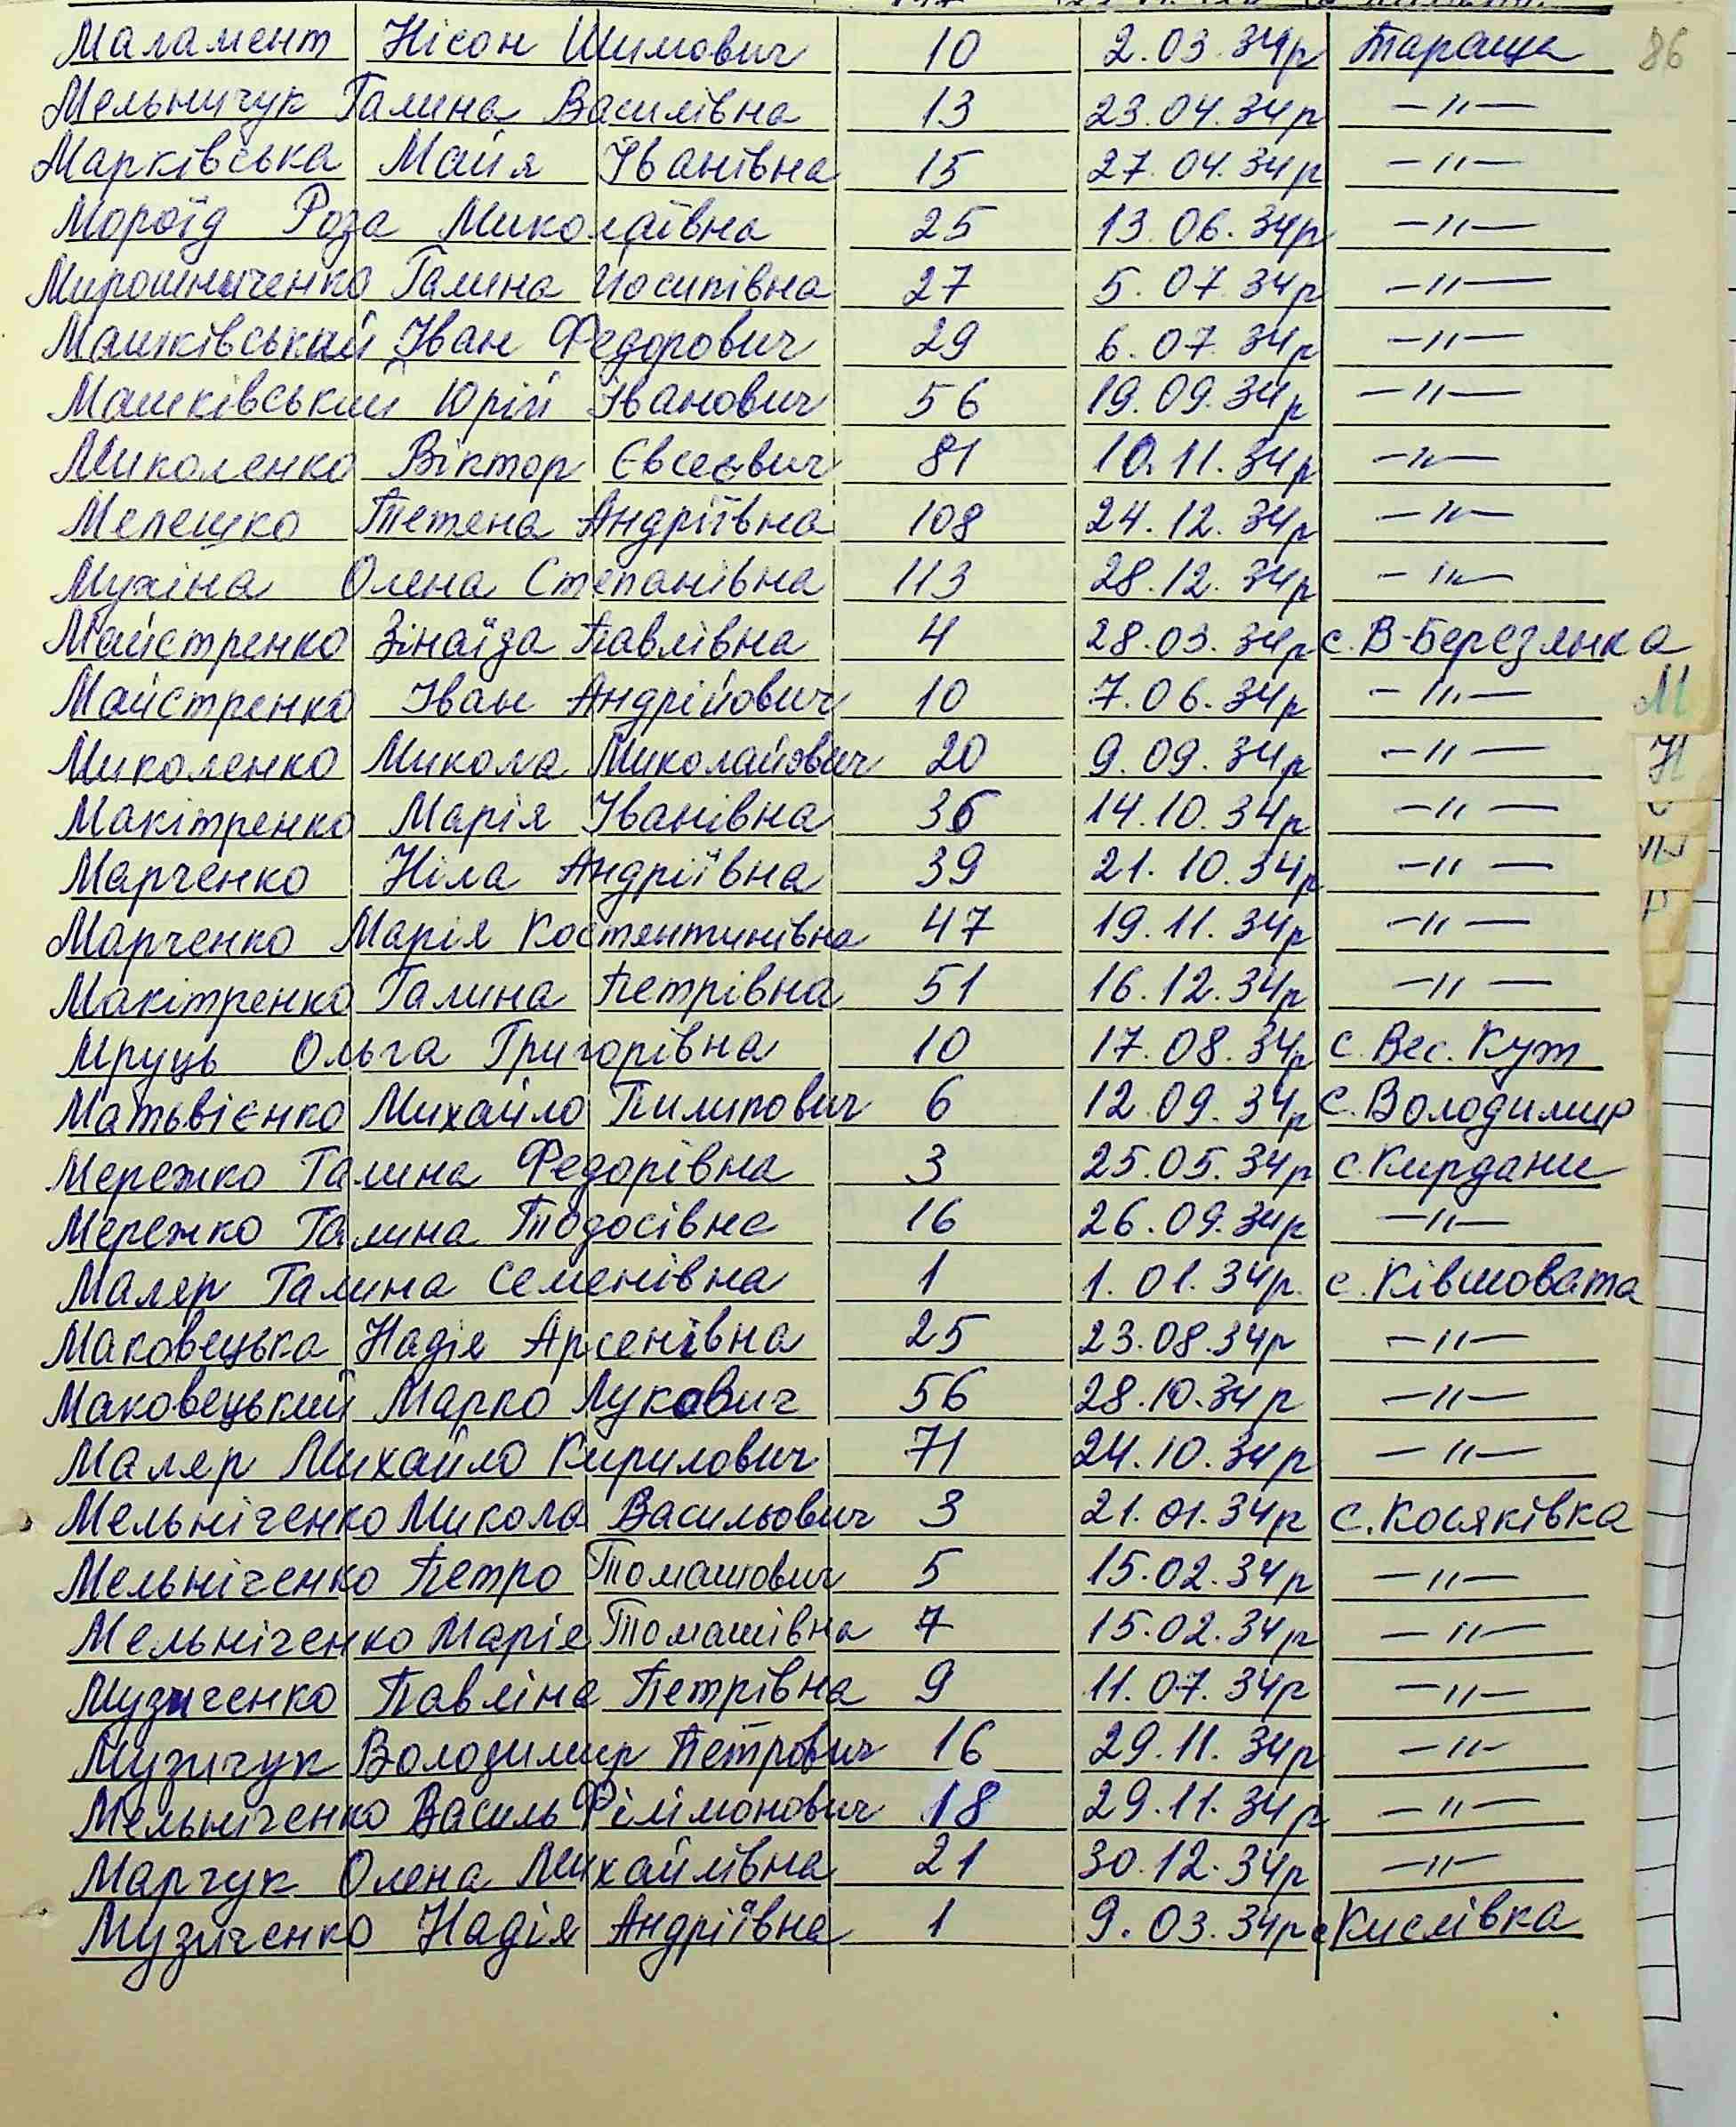 Маламент Нісон Шимович 10 2.03.34р Тараща 86
Мельничук Галина Василівна 13 23.04.34р —"—
Марківська Майя Іванівна 15 27.04.34р —"—
Мороїд Роза Миколаївна 25 13.06.34р —"—
Мирошниченко Галина Йосипівна 27 5.07.34р —"—
Машківський Іван Федорович 29 6.07.34р —"—
Машківський Юрій Іванович 56 19.09.34р —"—
Миколенко Віктор Євсеєвич 81 10.11.34р —"—
Мелешко Тетяна Андріївна 108 24.12.34р —"—
Мухіна Олена Степанівна 113 28.12.34р —"—
Майстренко Зінаїда Павлівна 4 28.03.34р с.В-Березянка
Майстренко Іван Андрійович 10 7.06.34р —"— М
Миколенко Микола Миколайович 20 9.09.34р —"— Н
Макітренко Марія Іванівна 36 14.10.34р —"—
Марченко Ніла Андріївна 39 21.10.34р —"—
Марченко Марія Костянтинівна 47 19.11.34р —"—
Макітренко Галина Петрівна 51 16.12.34р —"—
Мруць Ольга Григорівна 10 17.08.34р с.Вес.Кут
Матьвієнко Михайло Пилипович 6 12.09.34р с.Володимир
Мережко Галина Федорівна 3 25.05.34р с.Кирдани
Мережко Галина Тодосівна 16 26.09.34р —"—
Маляр Галина Семенівна 1 1.01.34р. с.Ківшовата
Маковецька Надія Арсенівна 25 23.08.34р —"—
Маковецький Марко Лукович 56 28.10.34р —"—
Маляр Михайло Кирилович 71 24.10.34р —"—
Мельніченко Микола Васильович 3 21.01.34р с.Косяківка
Мельніченко Петро Томашович 5 15.02.34р —"—
Мельніченко Марія Томашівна 7 15.02.34р —"—
Музиченко Павліна Петрівна 9 11.07.34р —"—
Музичук Володимир Петрович 16 29.11.34р —"—
Мельніченко Василь Філімонович 18 29.11.34р —"—
Марчук Олена Михайлівна 21 30.12.34р —"—
Музиченко Надія Андріївна 1 9.03.34р с Кислівка